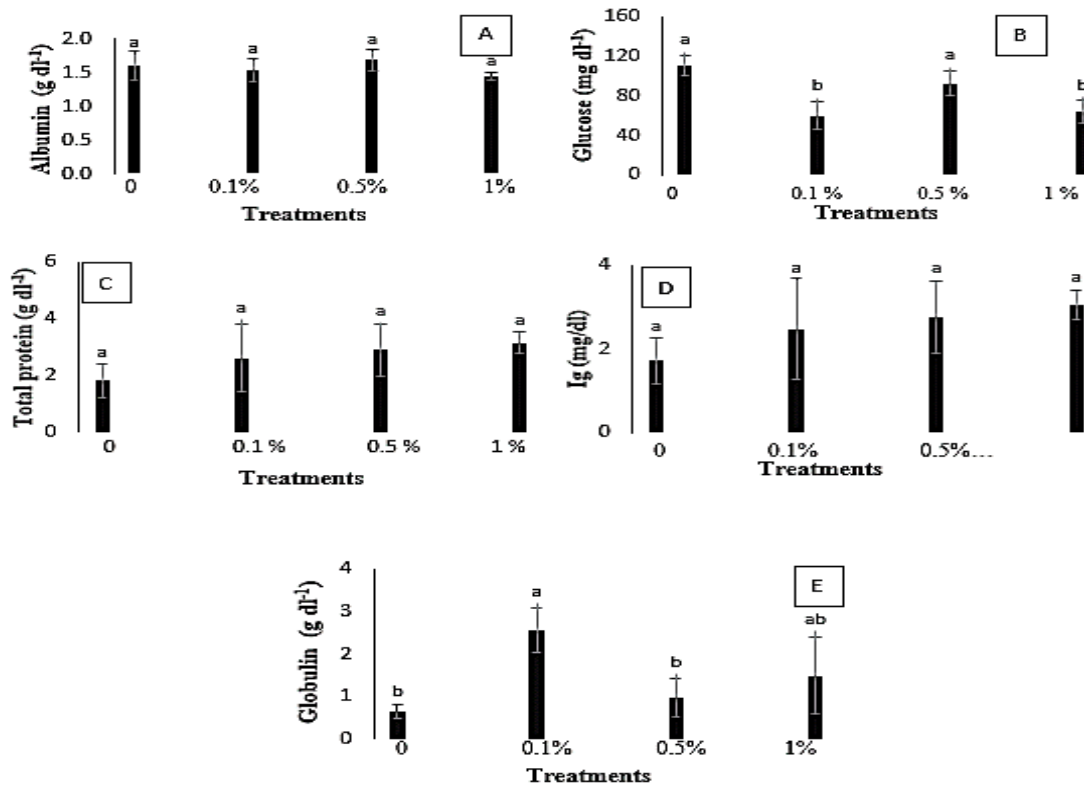 A
Albumin (g dl⁻¹)
2.0
1.5
1.0
0.5
0.0
a a a a
0 0.1% 0.5% 1%
Treatments
B
Glucose (mg dl⁻¹)
160
120
80
40
0
a b a b
0 0.1 % 0.5 % 1 %
Treatments
C
Total protein (g dl⁻¹)
6
4
2
0
a a a a
0 0.1 % 0.5 % 1 %
Treatments
D
Ig (mg/dl)
4
2
0
a a a a
0 0.1% 0.5%...
Treatments
E
Globulin (g dl⁻¹)
4
3
2
1
0
b a b ab
0 0.1% 0.5% 1%
Treatments